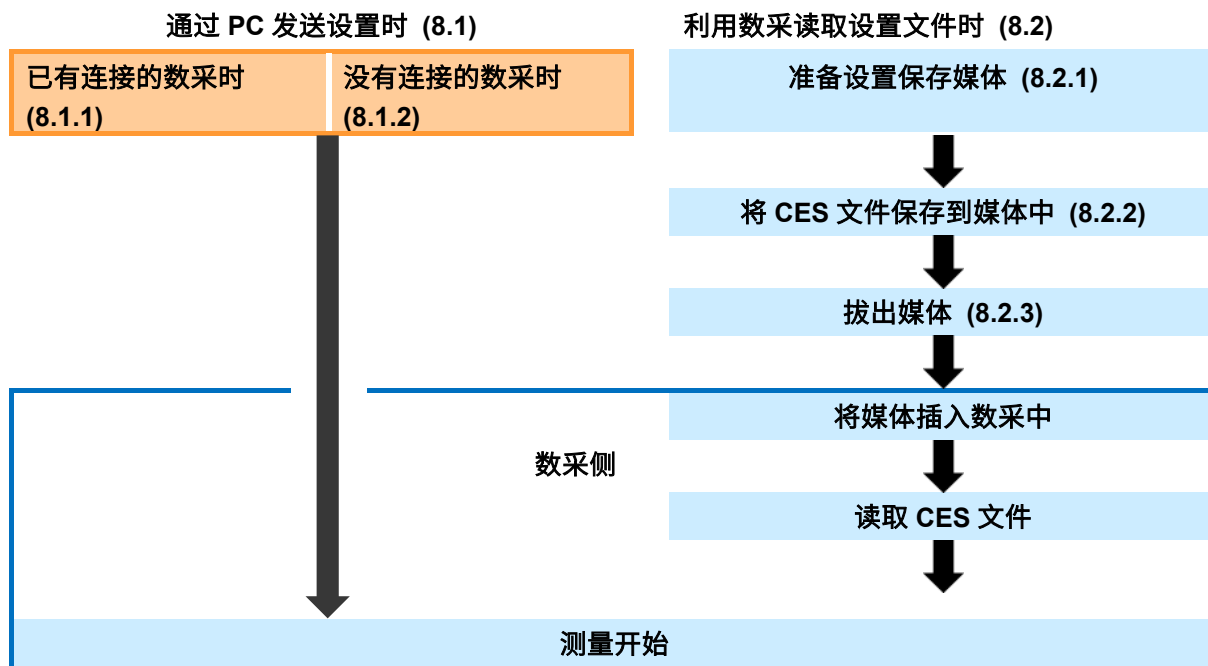 通过 PC 发送设置时 (8.1)
利用数采读取设置文件时 (8.2)
已有连接的数采时
(8.1.1)
没有连接的数采时
(8.1.2)
准备设置保存媒体 (8.2.1)
将 CES 文件保存到媒体中 (8.2.2)
拔出媒体 (8.2.3)
将媒体插入数采中
数采侧
读取 CES 文件
测量开始